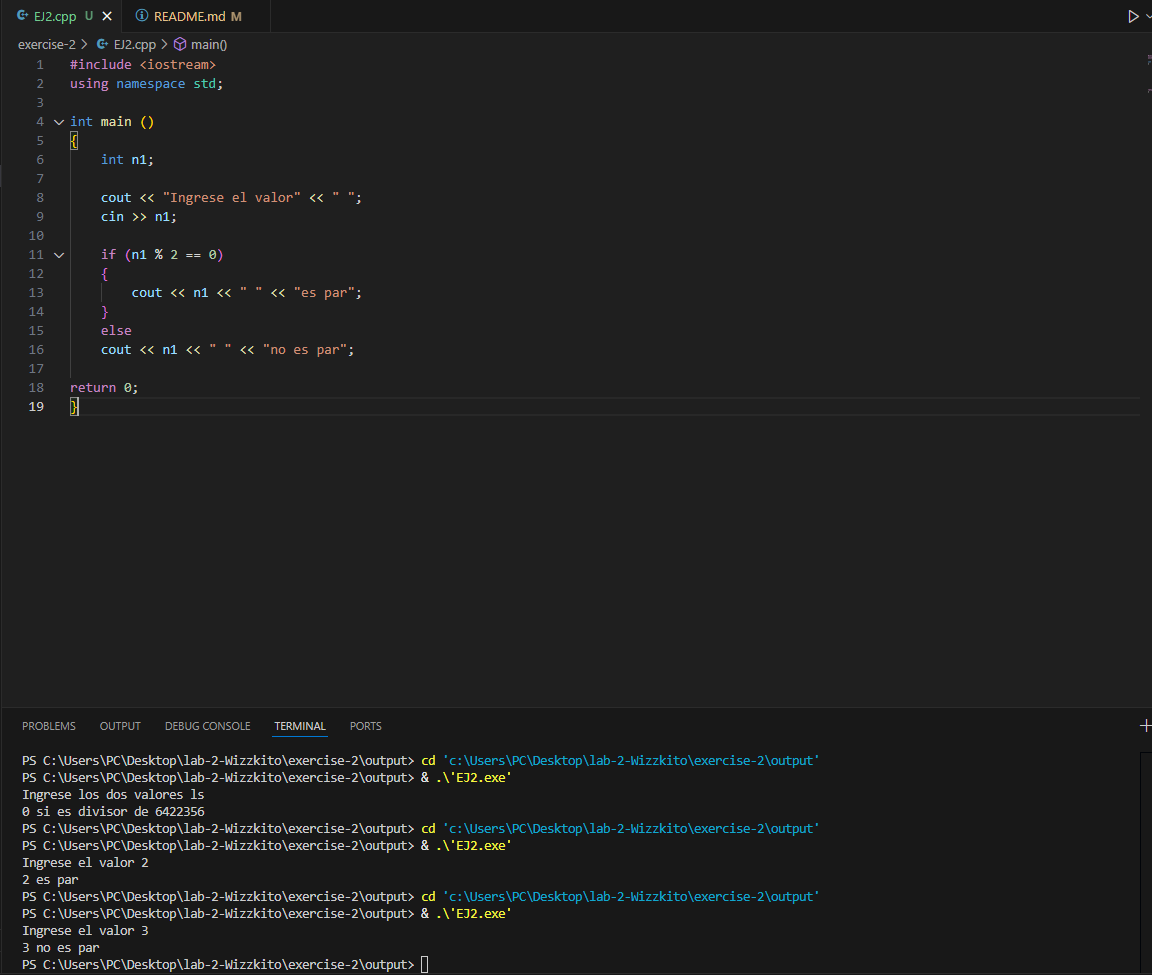 EJ2.cpp U README.md M
exercise-2 > EJ2.cpp > main()
1 #include <iostream>
2 using namespace std;
3
4 int main ()
5 {
6 int n1;
7
8 cout << "Ingrese el valor" << " ";
9 cin >> n1;
10
11 if (n1 % 2 == 0)
12 {
13 cout << n1 << " " << "es par";
14 }
15 else
16 cout << n1 << " " << "no es par";
17
18 return 0;
19 }
PROBLEMS OUTPUT DEBUG CONSOLE TERMINAL PORTS
PS C:\Users\PC\Desktop\lab-2-Wizzkito\exercise-2\output> cd 'c:\Users\PC\Desktop\lab-2-Wizzkito\exercise-2\output'
PS C:\Users\PC\Desktop\lab-2-Wizzkito\exercise-2\output> & .\'EJ2.exe'
Ingrese los dos valores ls
0 si es divisor de 6422356
PS C:\Users\PC\Desktop\lab-2-Wizzkito\exercise-2\output> cd 'c:\Users\PC\Desktop\lab-2-Wizzkito\exercise-2\output'
PS C:\Users\PC\Desktop\lab-2-Wizzkito\exercise-2\output> & .\'EJ2.exe'
Ingrese el valor 2
2 es par
PS C:\Users\PC\Desktop\lab-2-Wizzkito\exercise-2\output> cd 'c:\Users\PC\Desktop\lab-2-Wizzkito\exercise-2\output'
PS C:\Users\PC\Desktop\lab-2-Wizzkito\exercise-2\output> & .\'EJ2.exe'
Ingrese el valor 3
3 no es par
PS C:\Users\PC\Desktop\lab-2-Wizzkito\exercise-2\output>